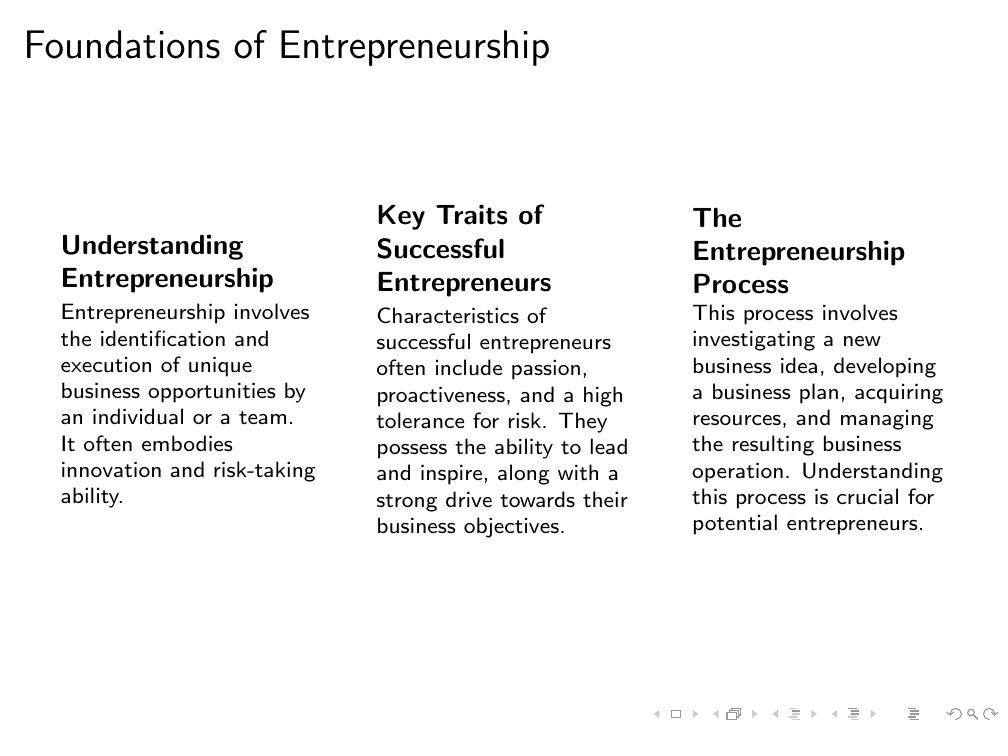 Foundations of Entrepreneurship
Understanding
Entrepreneurship
Entrepreneurship involves
the identification and
execution of unique
business opportunities by
an individual or a team.
It often embodies
innovation and risk-taking
ability.
Key Traits of
Successful
Entrepreneurs
Characteristics of
successful entrepreneurs
often include passion,
proactiveness, and a high
tolerance for risk. They
possess the ability to lead
and inspire, along with a
strong drive towards their
business objectives.
The
Entrepreneurship
Process
This process involves
investigating a new
business idea, developing
a business plan, acquiring
resources, and managing
the resulting business
operation. Understanding
this process is crucial for
potential entrepreneurs.